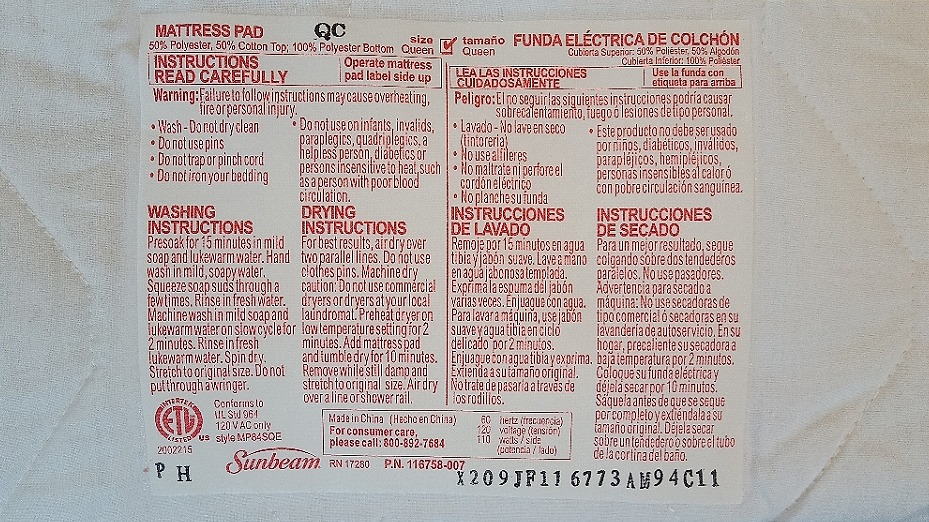 MATTRESS PAD QC
50% Polyester, 50% Cotton Top; 100% Polyester Bottom
size Queen
tamaño Queen
FUNDA ELÉCTRICA DE COLCHÓN
Cubierta Superior: 50% Poliéster, 50% Algodón
Cubierta Inferior: 100% Poliéster
INSTRUCTIONS
READ CAREFULLY
Operate mattress
pad label side up
Warning: Failure to follow instructions may cause overheating,
fire or personal injury.
• Wash - Do not dry clean
• Do not use pins
• Do not trap or pinch cord
• Do not iron your bedding
• Do not use on infants, invalids,
paraplegics, quadriplegics, a
helpless person, diabetics or
persons insensitive to heat, such
as a person with poor blood
circulation.
WASHING
INSTRUCTIONS
Presoak for 15 minutes in mild
soap and lukewarm water. Hand
wash in mild, soapy water.
Squeeze soap suds through a
few times. Rinse in fresh water.
Machine wash in mild soap and
lukewarm water on slow cycle for
2 minutes. Rinse in fresh
lukewarm water. Spin dry.
Stretch to original size. Do not
put through a wringer.
DRYING
INSTRUCTIONS
For best results, air dry over
two parallel lines. Do not use
clothes pins. Machine dry
caution: Do not use commercial
dryers or dryers at your local
laundromat. Preheat dryer on
low temperature setting for 2
minutes. Add mattress pad
and tumble dry for 10 minutes.
Remove while still damp and
stretch to original size. Air dry
over a line or shower rail.
LEA LAS INSTRUCCIONES
CUIDADOSAMENTE
Use la funda con
etiqueta para arriba
Peligro: El no seguir las siguientes instrucciones podría causar
sobrecalentamiento, fuego o lesiones de tipo personal.
• Lavado - No lave en seco
(tintorería)
• No use alfileres
• No maltrate ni perfore el
cordón eléctrico
• No planche su funda
• Este producto no debe ser usado
por niños, diabéticos, inválidos,
paraplejicos, hemipléjicos,
personas insensibles al calor ó
con pobre circulación sanguínea.
INSTRUCCIONES
DE LAVADO
Remoje por 15 minutos en agua
tibia y jabón suave. Lave a mano
en agua jabonosa templada.
Exprima la espuma del jabón
varias veces. Enjuague con agua.
Para lavar a máquina, use jabón
suave y agua tibia en ciclo
delicado por 2 minutos.
Enjuague con agua tibia y exprima.
Extienda a su tamaño original.
No trate de pasarla a través de
los rodillos.
INSTRUCCIONES
DE SECADO
Para un mejor resultado, seque
colgando sobre dos tendederos
paralelos. No use pasadores.
Advertencia para secado a
máquina: No use secadoras de
tipo comercial ó secadoras en su
lavandería de autoservicio. En su
hogar, precaliente su secadora a
baja temperatura por 2 minutos.
Coloque su funda eléctrica y
déjela secar por 10 minutos.
Sáquela antes de que se seque
por completo y extiéndala a su
tamaño original. Déjela secar
sobre un tendedero o sobre el tubo
de la cortina del baño.
INTERTEK
ETL
LISTED
US
2002215
Conforms to
UL Std 964
120 V AC only
style MP84SQE
Made in China (Hecho en China)
For consumer care,
please call: 800-892-7684
60 hertz (frecuencia)
120 voltage (tensión)
110 watts / side
(potencia / lado)
P H
Sunbeam RN 17280 P.N. 116758-007
X209JF11 6773AM94C11